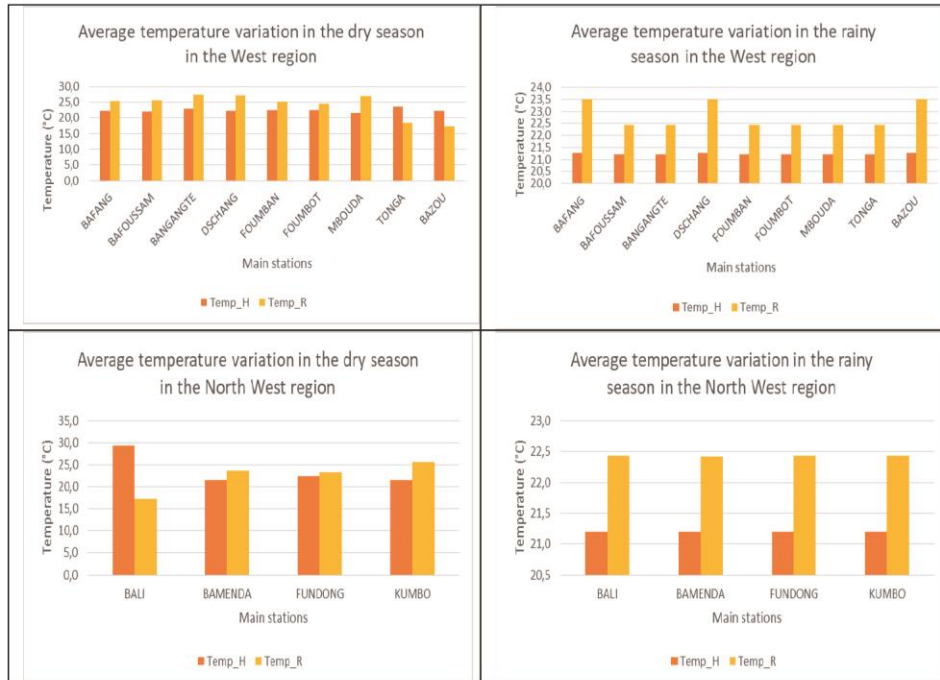 Average temperature variation in the dry season
in the West region
Temperature (°C)
30,0
25,0
20,0
15,0
10,0
5,0
0,0
BAFANG
BAFOUSSAM
BANGANGTE
DSCHANG
FOUMBAN
FOUMBOT
MBOUDA
TONGA
BAZOU
Main stations
Temp_H Temp_R
Average temperature variation in the rainy
season in the West region
Temperature (°C)
24,0
23,5
23,0
22,5
22,0
21,5
21,0
20,5
20,0
BAFANG
BAFOUSSAM
BANGANGTE
DSCHANG
FOUMBAN
FOUMBOT
MBOUDA
TONGA
BAZOU
Main stations
Temp_H Temp_R
Average temperature variation in the dry season
in the North West region
Temperature (°C)
35,0
30,0
25,0
20,0
15,0
10,0
5,0
0,0
BALI BAMENDA FUNDONG KUMBO
Main stations
Temp_H Temp_R
Average temperature variation in the rainy
season in the North West region
Temperature (°C)
23,0
22,5
22,0
21,5
21,0
20,5
BALI BAMENDA FUNDONG KUMBO
Main stations
Temp_H Temp_R